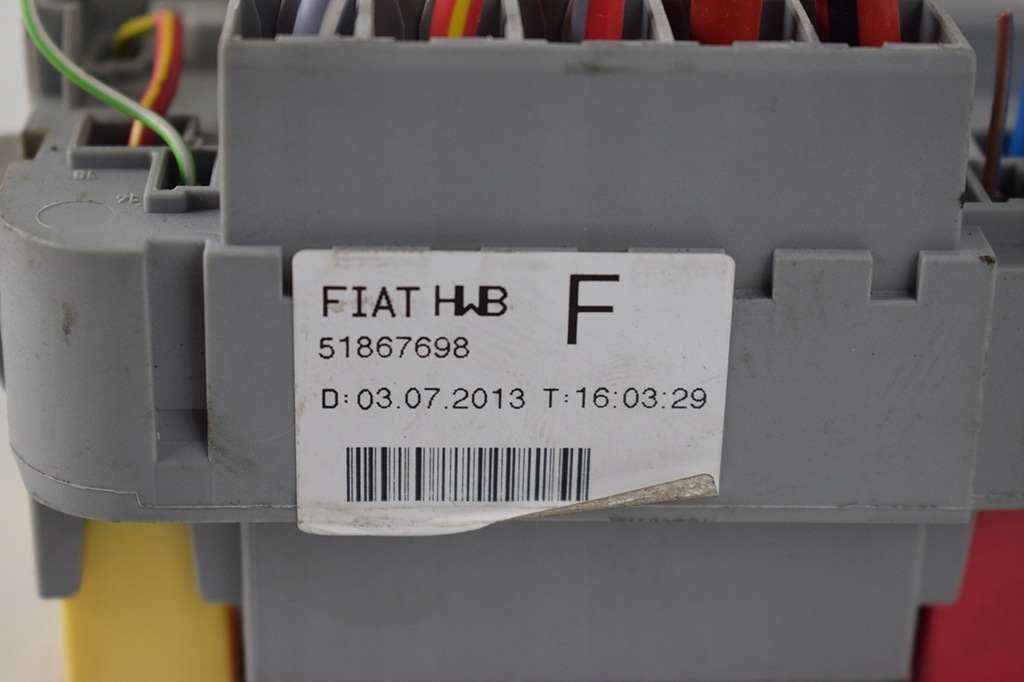 FIAT HWB F
51867698
D: 03.07.2013 T: 16:03:29